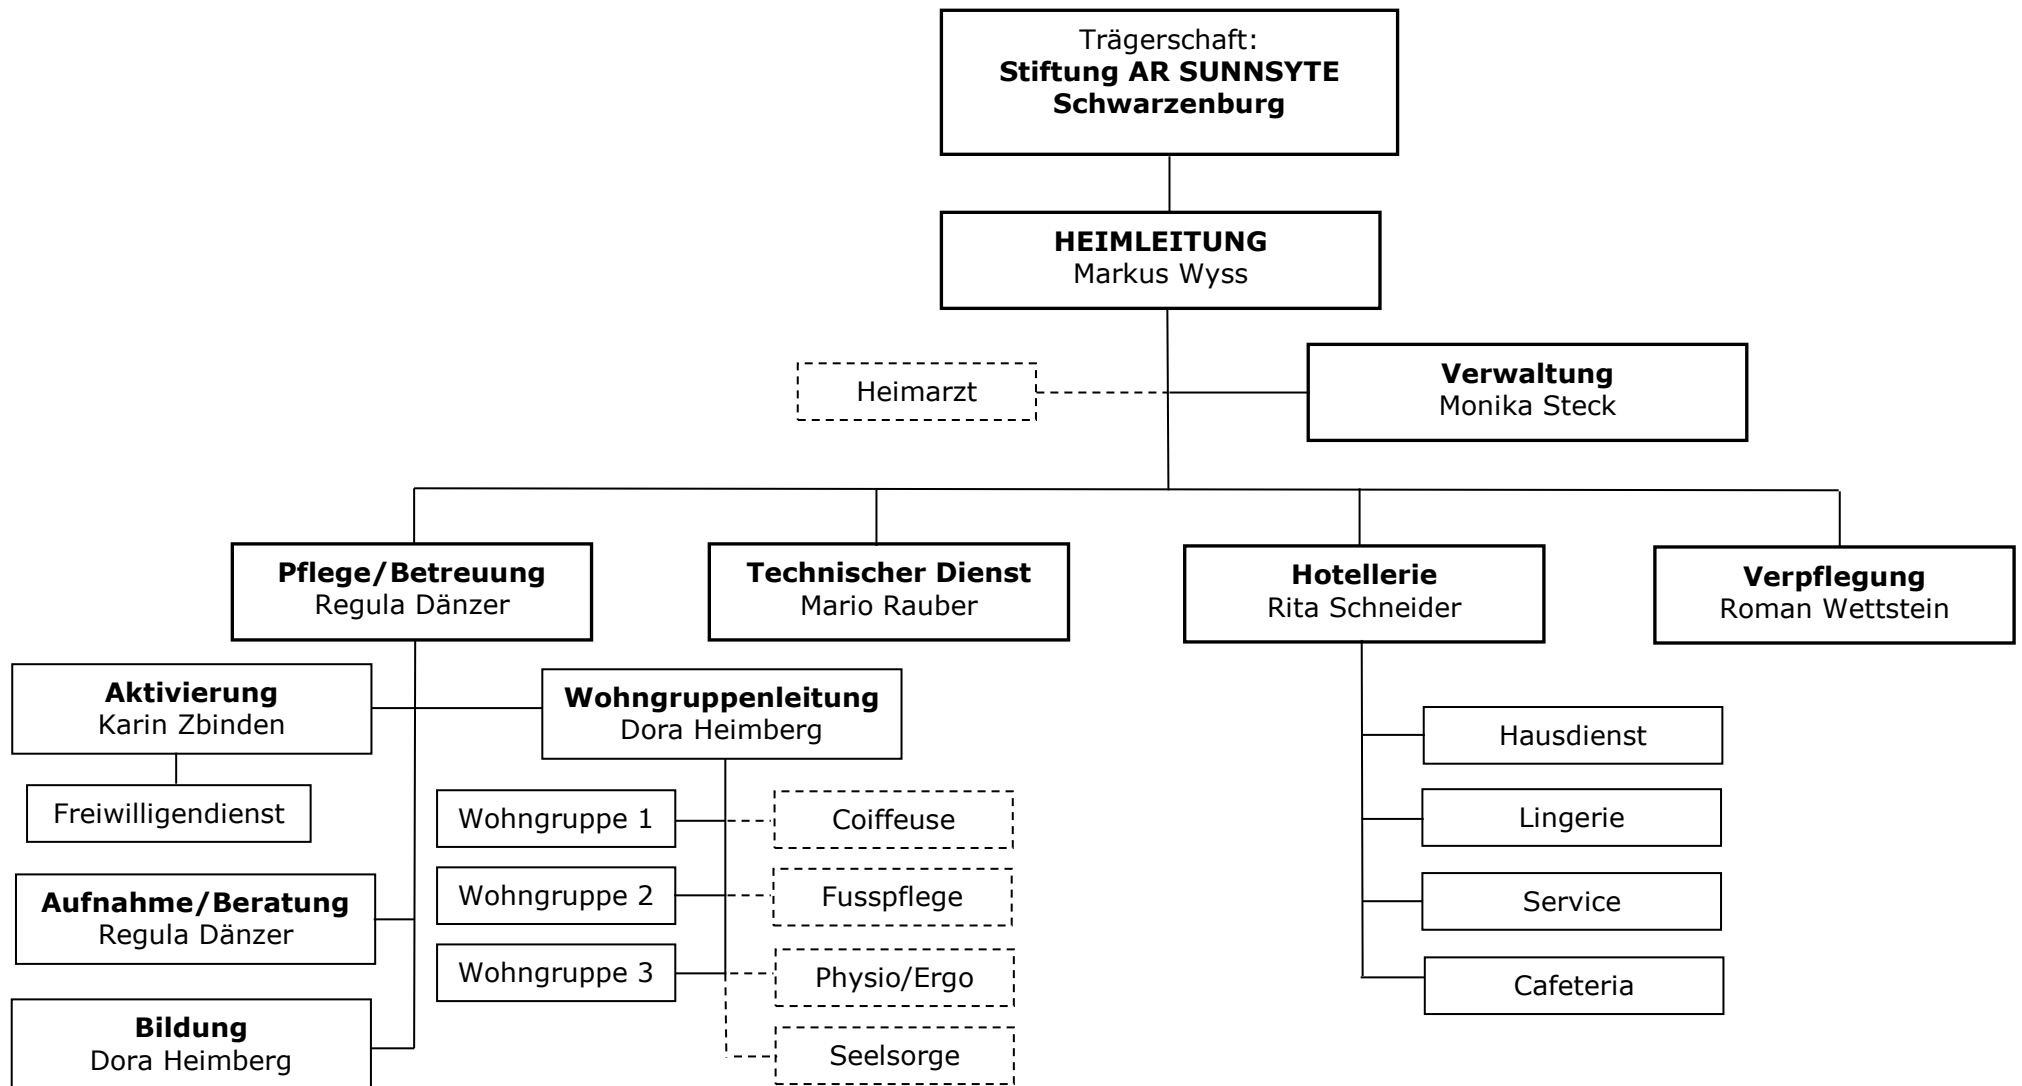 Trägerschaft:
Stiftung AR SUNNSYTE
Schwarzenburg
HEIMLEITUNG
Markus Wyss
Heimarzt
Verwaltung
Monika Steck
Pflege/Betreuung
Regula Dänzer
Technischer Dienst
Mario Rauber
Hotellerie
Rita Schneider
Verpflegung
Roman Wettstein
Aktivierung
Karin Zbinden
Freiwilligendienst
Aufnahme/Beratung
Regula Dänzer
Bildung
Dora Heimberg
Wohngruppenleitung
Dora Heimberg
Wohngruppe 1
Wohngruppe 2
Wohngruppe 3
Coiffeuse
Fusspflege
Physio/Ergo
Seelsorge
Hausdienst
Lingerie
Service
Cafeteria